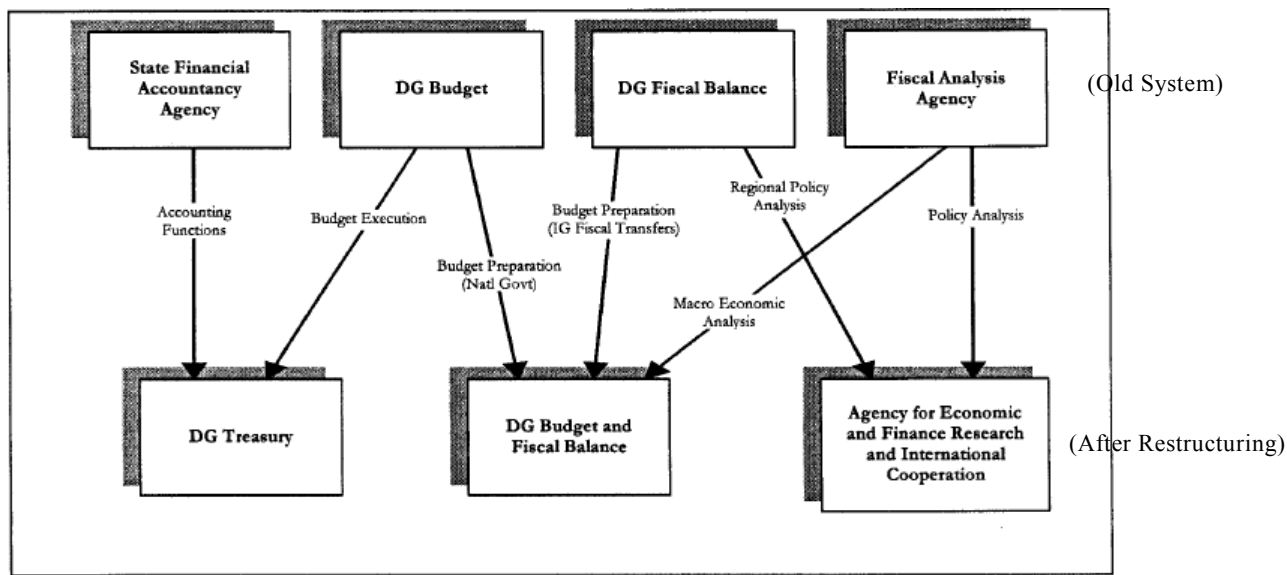 State Financial
Accountancy
Agency
DG Budget
DG Fiscal Balance
Fiscal Analysis
Agency
(Old System)
Accounting
Functions
Budget Execution
Budget Preparation
(Natl Govt)
Budget Preparation
(IG Fiscal Transfers)
Regional Policy
Analysis
Macro Economic
Analysis
Policy Analysis
DG Treasury
DG Budget and
Fiscal Balance
Agency for Economic
and Finance Research
and International
Cooperation
(After Restructuring)